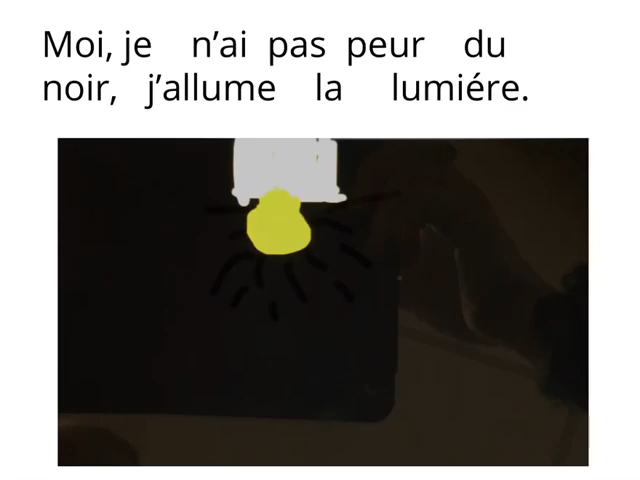 Moi, je n’ai pas peur du
noir, j’allume la lumiére.